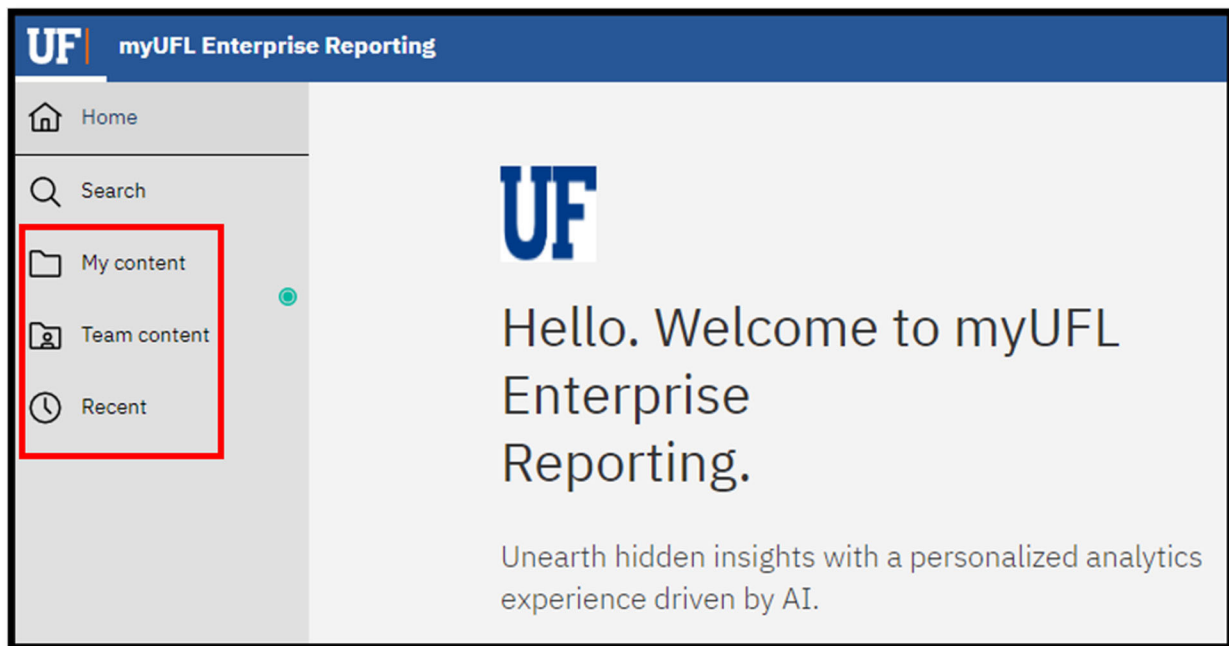 UF myUFL Enterprise Reporting
Home
Search
My content
Team content
Recent
UF
Hello. Welcome to myUFL
Enterprise
Reporting.
Unearth hidden insights with a personalized analytics
experience driven by AI.